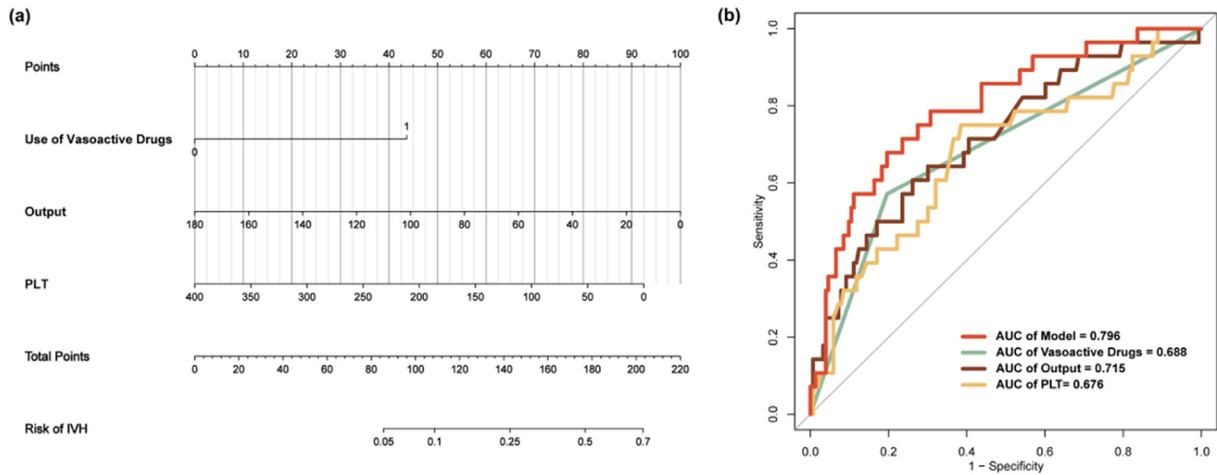 (a)
0 10 20 30 40 50 60 70 80 90 100
Points
1
Use of Vasoactive Drugs
0
Output
180 160 140 120 100 80 60 40 20 0
PLT
400 350 300 250 200 150 100 50 0
Total Points
0 20 40 60 80 100 120 140 160 180 200 220
Risk of IVH
0.05 0.1 0.25 0.5 0.7
(b)
1.0
0.8
0.6
0.4
0.2
0.0
Sensitivity
AUC of Model = 0.796
AUC of Vasoactive Drugs = 0.688
AUC of Output = 0.715
AUC of PLT= 0.676
0.0 0.2 0.4 0.6 0.8 1.0
1 − Specificity